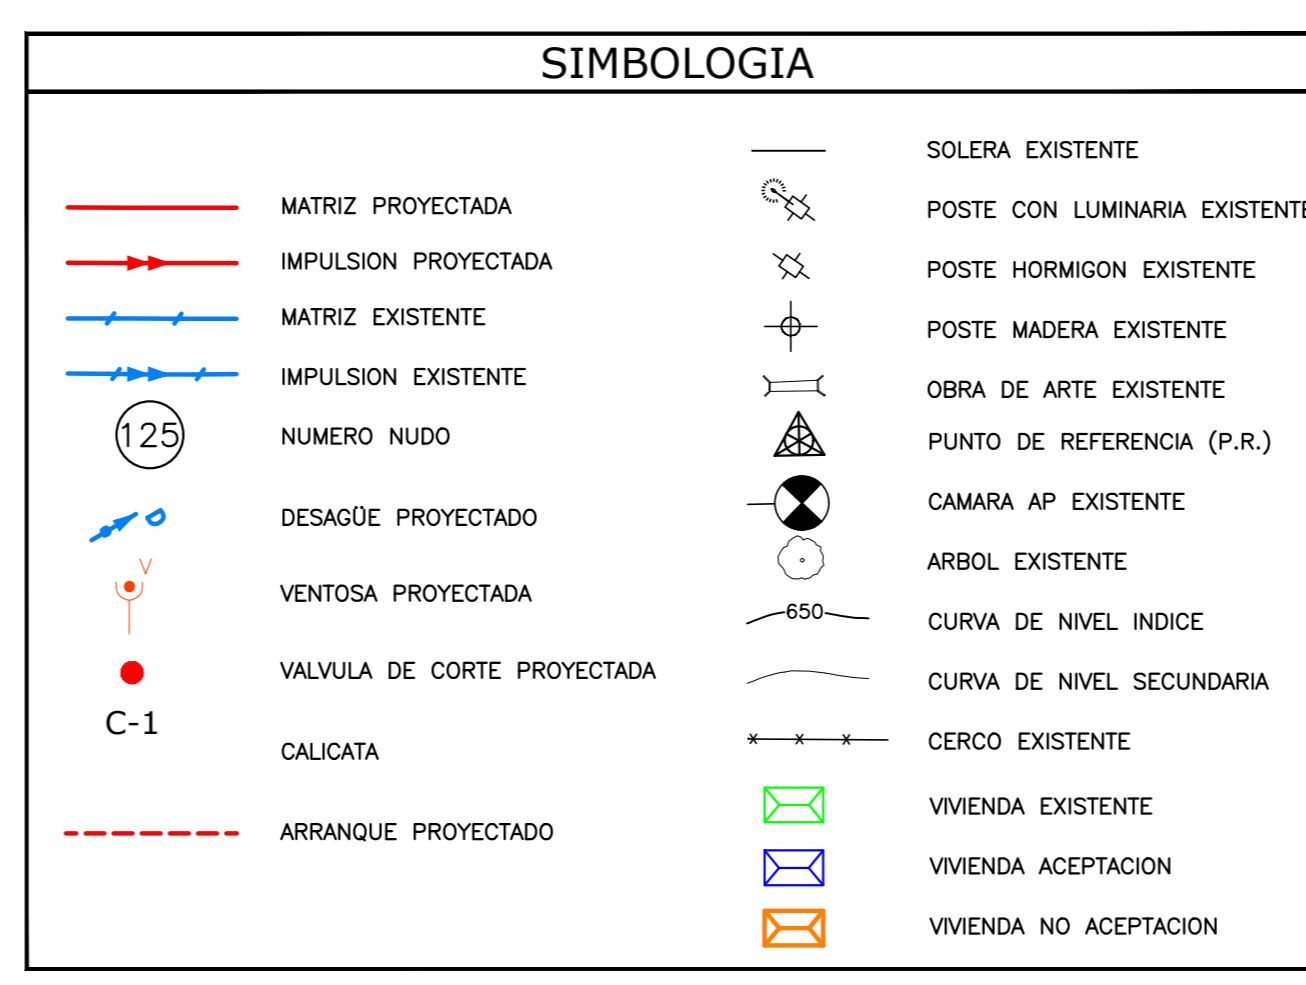 SIMBOLOGIA
MATRIZ PROYECTADA
IMPULSION PROYECTADA
MATRIZ EXISTENTE
IMPULSION EXISTENTE
125
NUMERO NUDO
D
DESAGÜE PROYECTADO
V
VENTOSA PROYECTADA
VALVULA DE CORTE PROYECTADA
C-1
CALICATA
ARRANQUE PROYECTADO
SOLERA EXISTENTE
POSTE CON LUMINARIA EXISTENTE
POSTE HORMIGON EXISTENTE
POSTE MADERA EXISTENTE
OBRA DE ARTE EXISTENTE
PUNTO DE REFERENCIA (P.R.)
CAMARA AP EXISTENTE
ARBOL EXISTENTE
650
CURVA DE NIVEL INDICE
CURVA DE NIVEL SECUNDARIA
CERCO EXISTENTE
VIVIENDA EXISTENTE
VIVIENDA ACEPTACION
VIVIENDA NO ACEPTACION